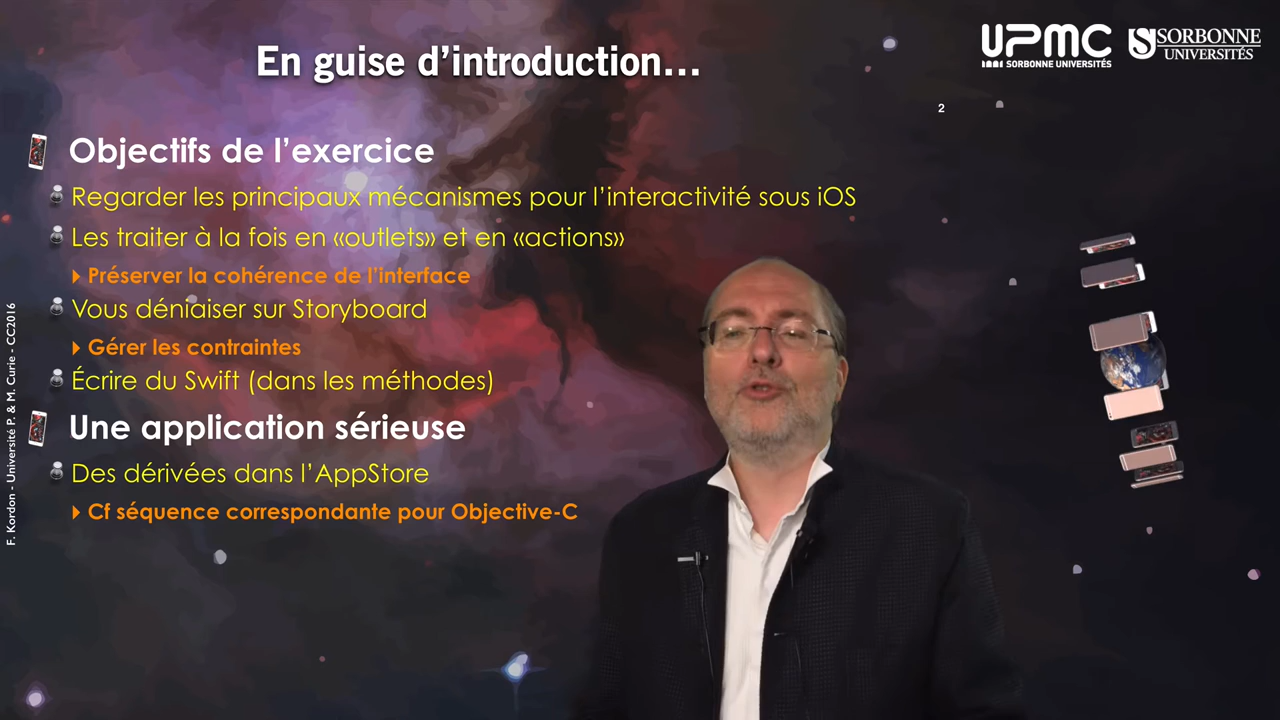 En guise d’introduction…
UPMC
SORBONNE UNIVERSITÉS
SORBONNE
UNIVERSITÉS
2
Objectifs de l’exercice
Regarder les principaux mécanismes pour l’interactivité sous iOS
Les traiter à la fois en «outlets» et en «actions»
Préserver la cohérence de l’interface
Vous déniaiser sur Storyboard
Gérer les contraintes
Écrire du Swift (dans les méthodes)
Une application sérieuse
Des dérivées dans l’AppStore
Cf séquence correspondante pour Objective-C
F. Kordon - Université P. & M. Curie - CC2016